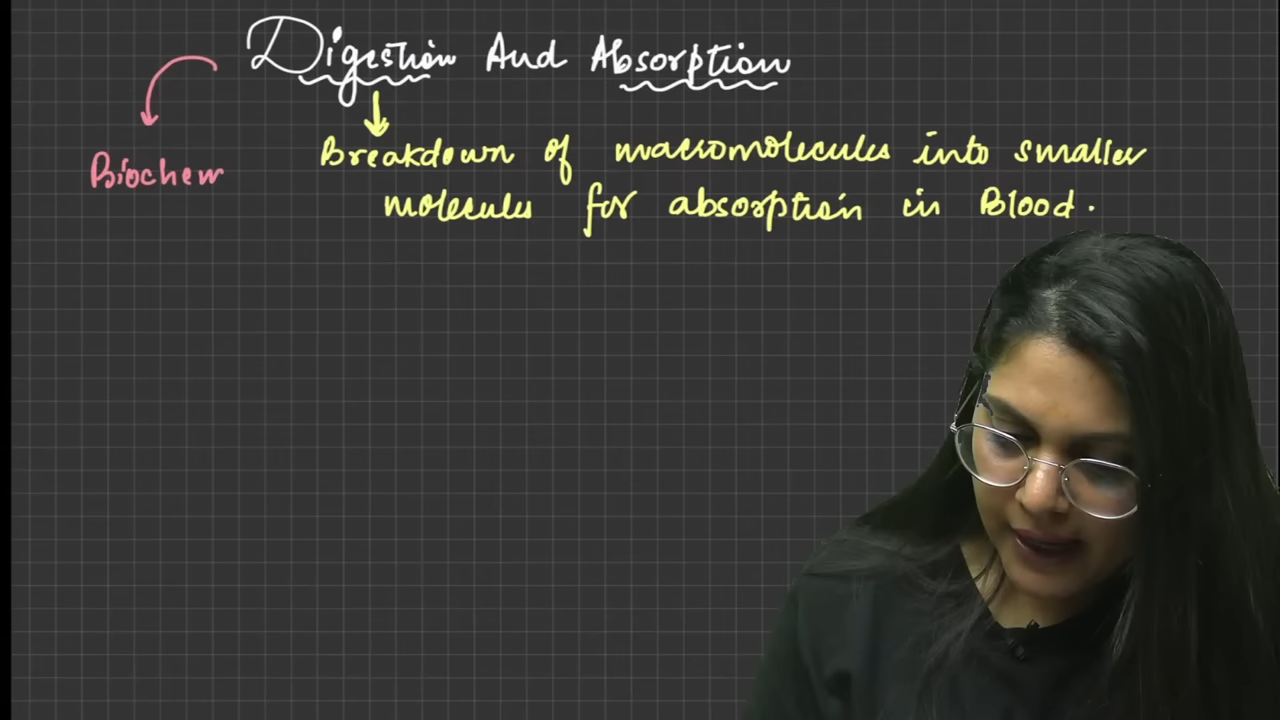 Digestion And Absorption
Biochem
Breakdown of macromolecules into smaller
molecules for absorption in Blood.